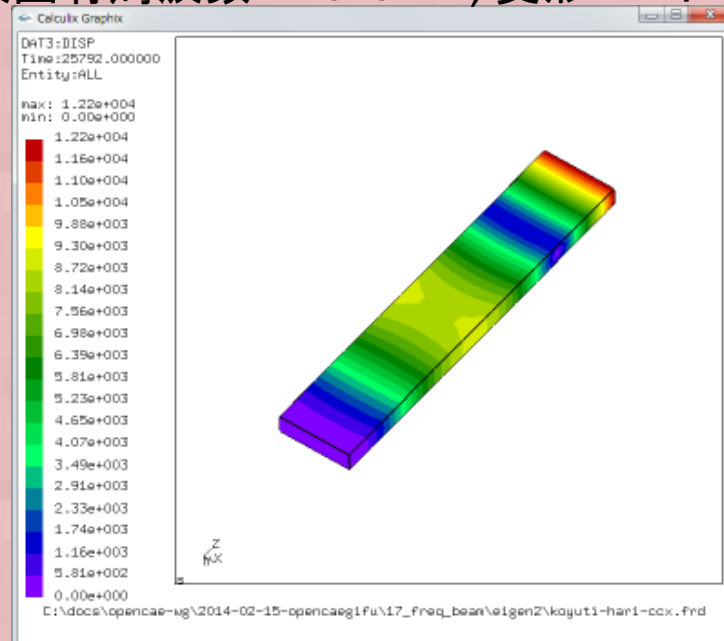 Calculix Graphix
DAT3:DISP
Time:25792.000000
Entity:ALL
max: 1.22e+004
min: 0.00e+000
1.22e+004
1.16e+004
1.10e+004
1.05e+004
9.88e+003
9.30e+003
8.72e+003
8.14e+003
7.56e+003
6.98e+003
6.39e+003
5.81e+003
5.23e+003
4.65e+003
4.07e+003
3.49e+003
2.91e+003
2.33e+003
1.74e+003
1.16e+003
5.81e+002
0.00e+000
Z
X
C:\docs\opencae-wg\2014-02-15-opencaegifu\17_freq_beam\eigen2\koyuti-hari-ccx.frd